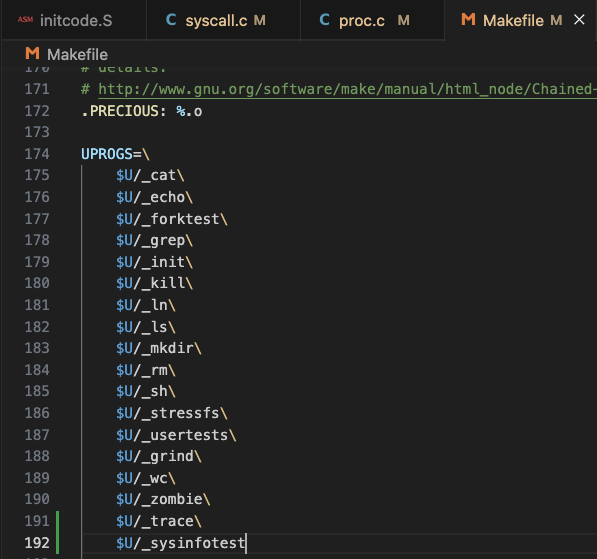 ASM initcode.S C syscall.c M C proc.c M M Makefile M ×
M Makefile
170 # details:
171 # http://www.gnu.org/software/make/manual/html_node/Chained-
172 .PRECIOUS: %.o
173
174 UPROGS=\
175 $U/_cat\
176 $U/_echo\
177 $U/_forktest\
178 $U/_grep\
179 $U/_init\
180 $U/_kill\
181 $U/_ln\
182 $U/_ls\
183 $U/_mkdir\
184 $U/_rm\
185 $U/_sh\
186 $U/_stressfs\
187 $U/_usertests\
188 $U/_grind\
189 $U/_wc\
190 $U/_zombie\
191 $U/_trace\
192 $U/_sysinfotest